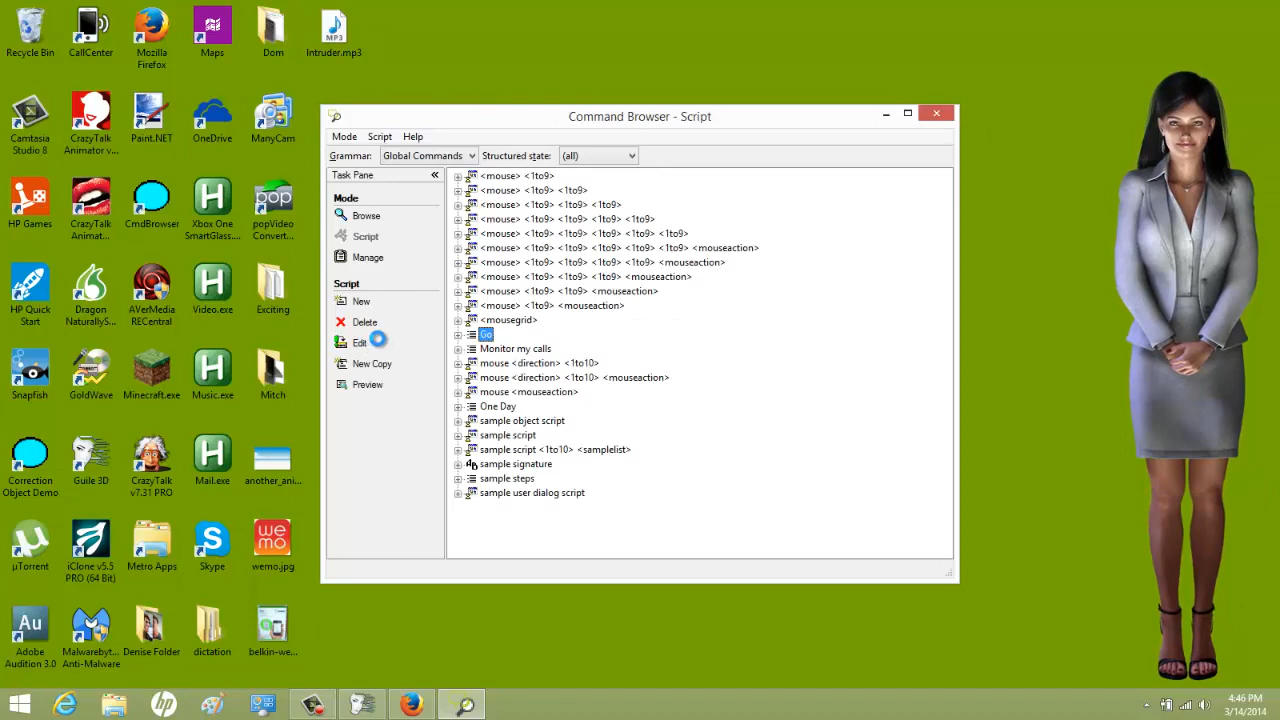 Recycle Bin
CallCenter
Mozilla
Firefox
Maps
Dom
MP3
Intruder.mp3
Camtasia
Studio 8
CrazyTalk
Animator v...
Paint.NET
OneDrive
ManyCam
HP Games
CrazyTalk
Animat...
CmdBrowser
H
Xbox One
SmartGlass....
pop
popVideo
Convert...
HP Quick
Start
Dragon
NaturallyS...
AVerMedia
RECentral
H
Video.exe
Exciting
Snapfish
GoldWave
Minecraft.exe
H
Music.exe
Mitch
Correction
Object Demo
Guile 3D
CrazyTalk
v7.31 PRO
H
Mail.exe
another_ani...
µTorrent
iClone v5.5
PRO (64 Bit)
Metro Apps
Skype
wemo
wemo.jpg
Au
Adobe
Audition 3.0
Malwareby...
Anti-Malware
Denise Folder
dictation
belkin-we...
Command Browser - Script
Mode Script Help
Grammar: Global Commands Structured state: (all)
Task Pane
Mode
Browse
Script
Manage
Script
New
Delete
Edit
New Copy
Preview
<mouse> <1to9>
<mouse> <1to9> <1to9>
<mouse> <1to9> <1to9> <1to9>
<mouse> <1to9> <1to9> <1to9> <1to9>
<mouse> <1to9> <1to9> <1to9> <1to9> <1to9>
<mouse> <1to9> <1to9> <1to9> <1to9> <1to9> <mouseaction>
<mouse> <1to9> <1to9> <1to9> <1to9> <mouseaction>
<mouse> <1to9> <1to9> <1to9> <mouseaction>
<mouse> <1to9> <1to9> <mouseaction>
<mouse> <1to9> <mouseaction>
<mousegrid>
Go
Monitor my calls
mouse <direction> <1to10>
mouse <direction> <1to10> <mouseaction>
mouse <mouseaction>
One Day
sample object script
sample script
sample script <1to10> <samplelist>
sample signature
sample steps
sample user dialog script
4:46 PM
3/14/2014